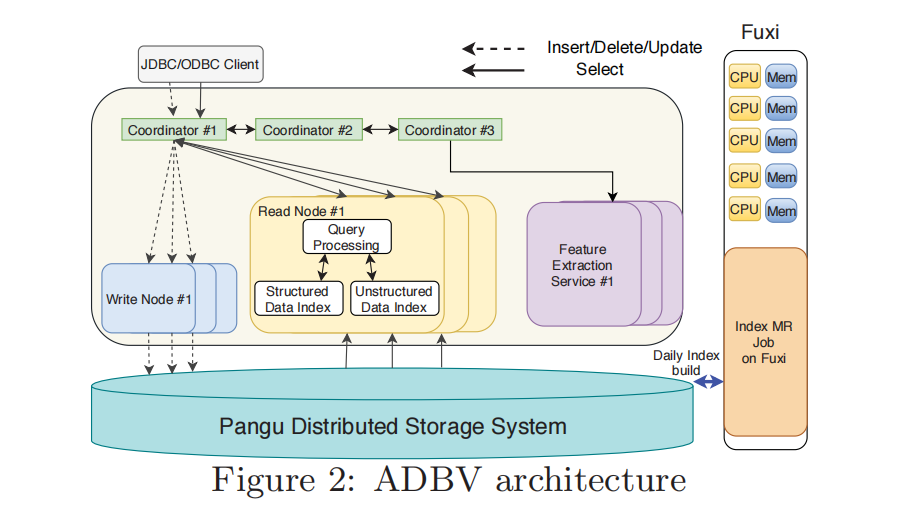 Fuxi
Insert/Delete/Update
Select
JDBC/ODBC Client
CPU Mem
CPU Mem
CPU Mem
CPU Mem
CPU Mem
Coordinator #1
Coordinator #2
Coordinator #3
Read Node #1
Query
Processing
Structured
Data Index
Unstructured
Data Index
Feature
Extraction
Service #1
Write Node #1
Index MR
Job
on Fuxi
Daily Index
build
Pangu Distributed Storage System
Figure 2: ADBV architecture